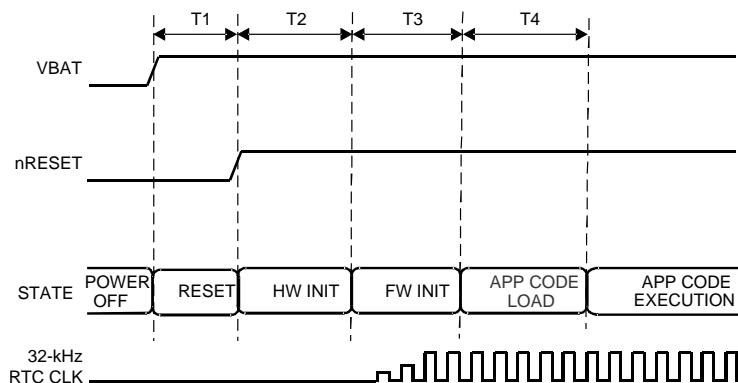 T1 T2 T3 T4
VBAT
nRESET
STATE
POWER
OFF
RESET
HW INIT
FW INIT
APP CODE
LOAD
APP CODE
EXECUTION
32-kHz
RTC CLK